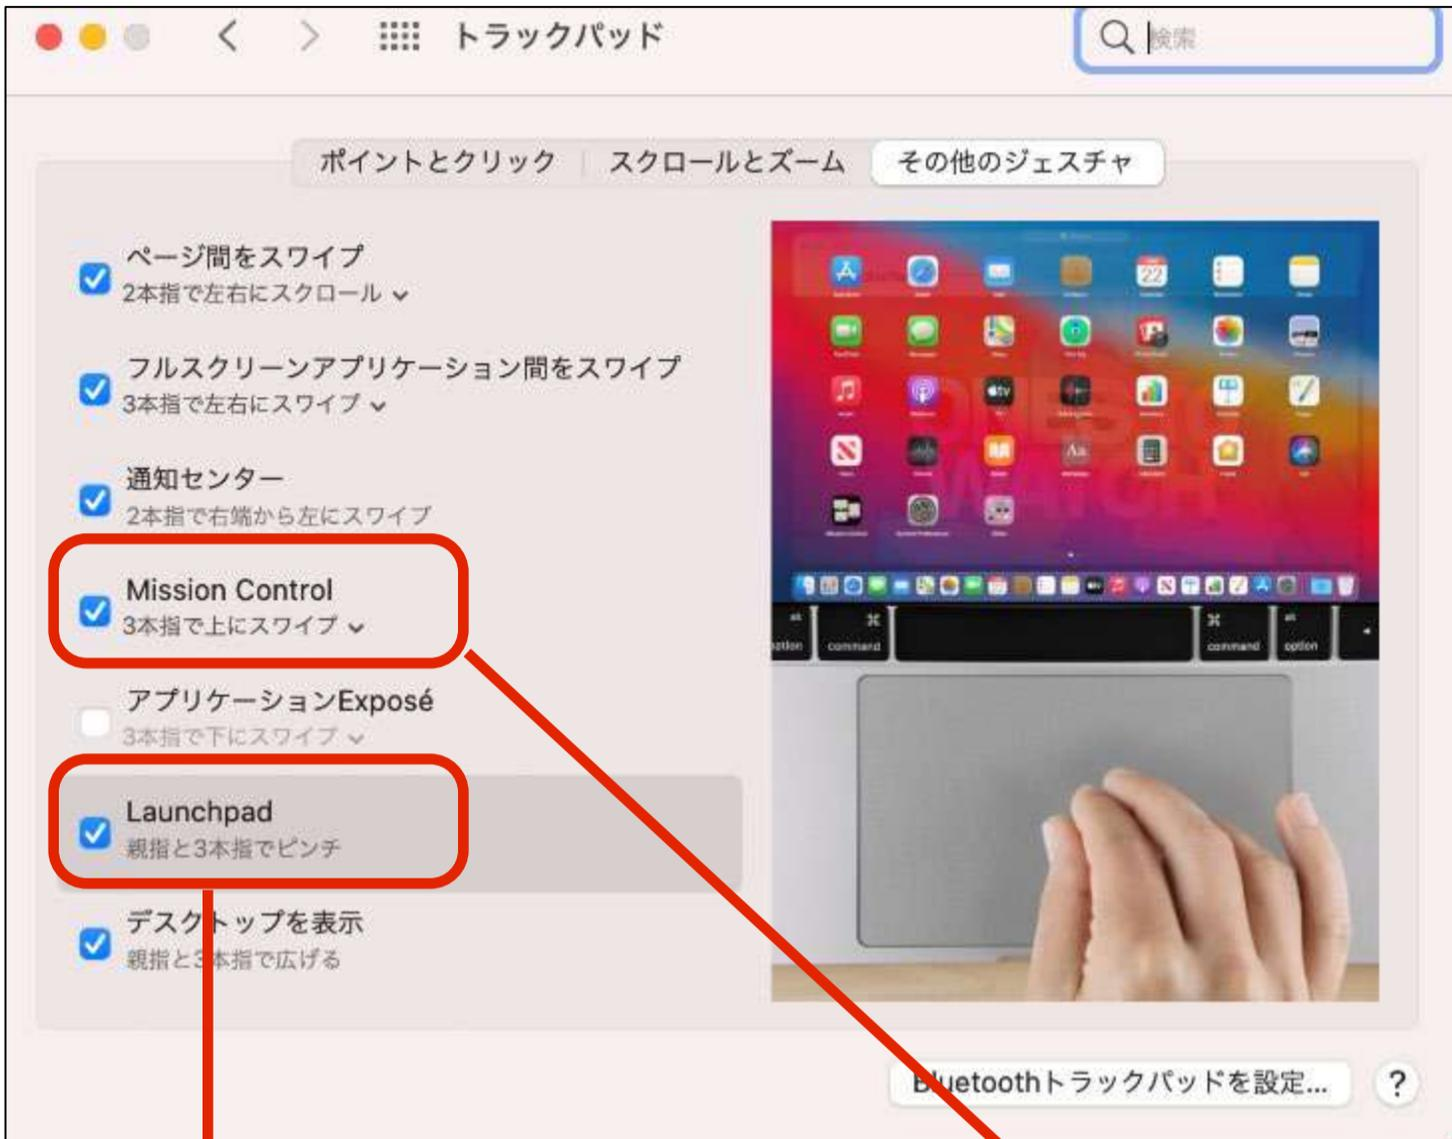 トラックパッド
検索
ポイントとクリック
スクロールとズーム
その他のジェスチャ
ページ間をスワイプ
2本指で左右にスクロール
フルスクリーンアプリケーション間をスワイプ
3本指で左右にスワイプ
通知センター
2本指で右端から左にスワイプ
Mission Control
3本指で上にスワイプ
アプリケーションExposé
3本指で下にスワイプ
Launchpad
親指と3本指でピンチ
デスクトップを表示
親指と3本指で広げる
22
tv
Aa
WATCH
alt
⌘
⌘
alt
option
command
command
option
Bluetoothトラックパッドを設定...
?